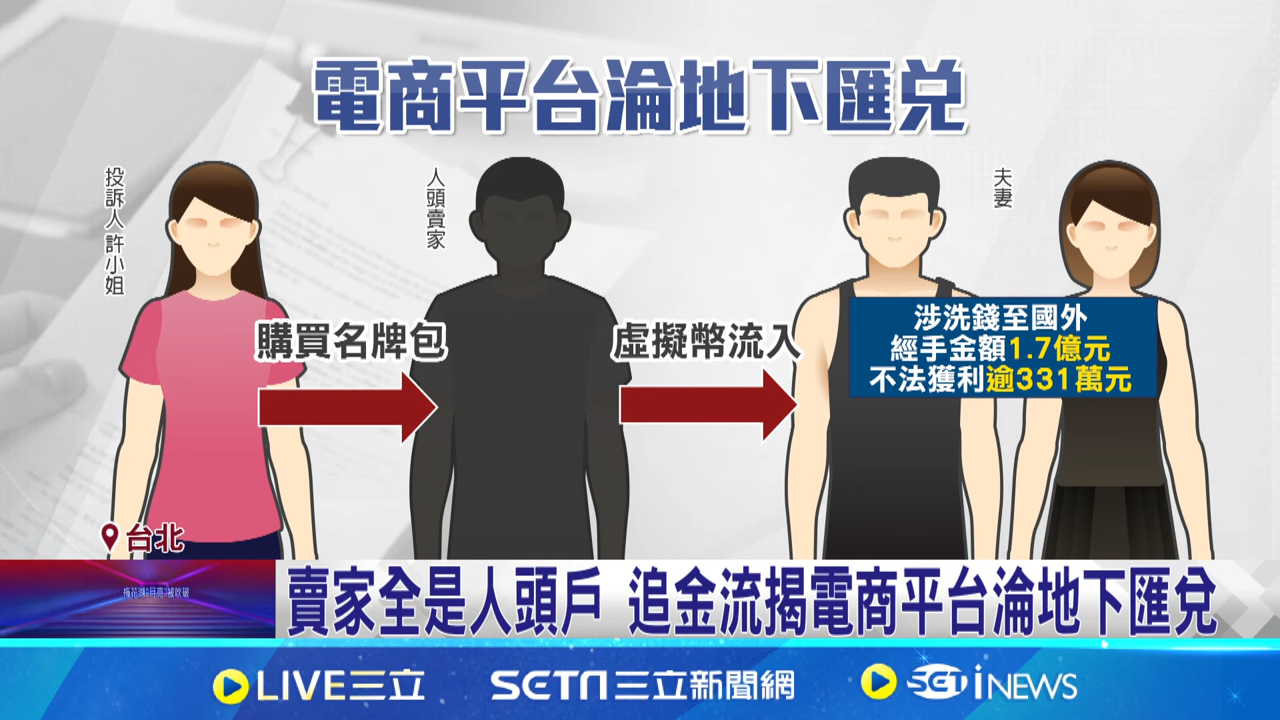 電商平台淪地下匯兌
投訴人 許小姐
人頭賣家
夫妻
購買名牌包
虛擬幣流入
涉洗錢至國外
經手金額1.7億元
不法獲利逾331萬元
台北
賣家全是人頭戶 追金流揭電商平台淪地下匯兌
LIVE三立
SETN三立新聞網
SET iNEWS